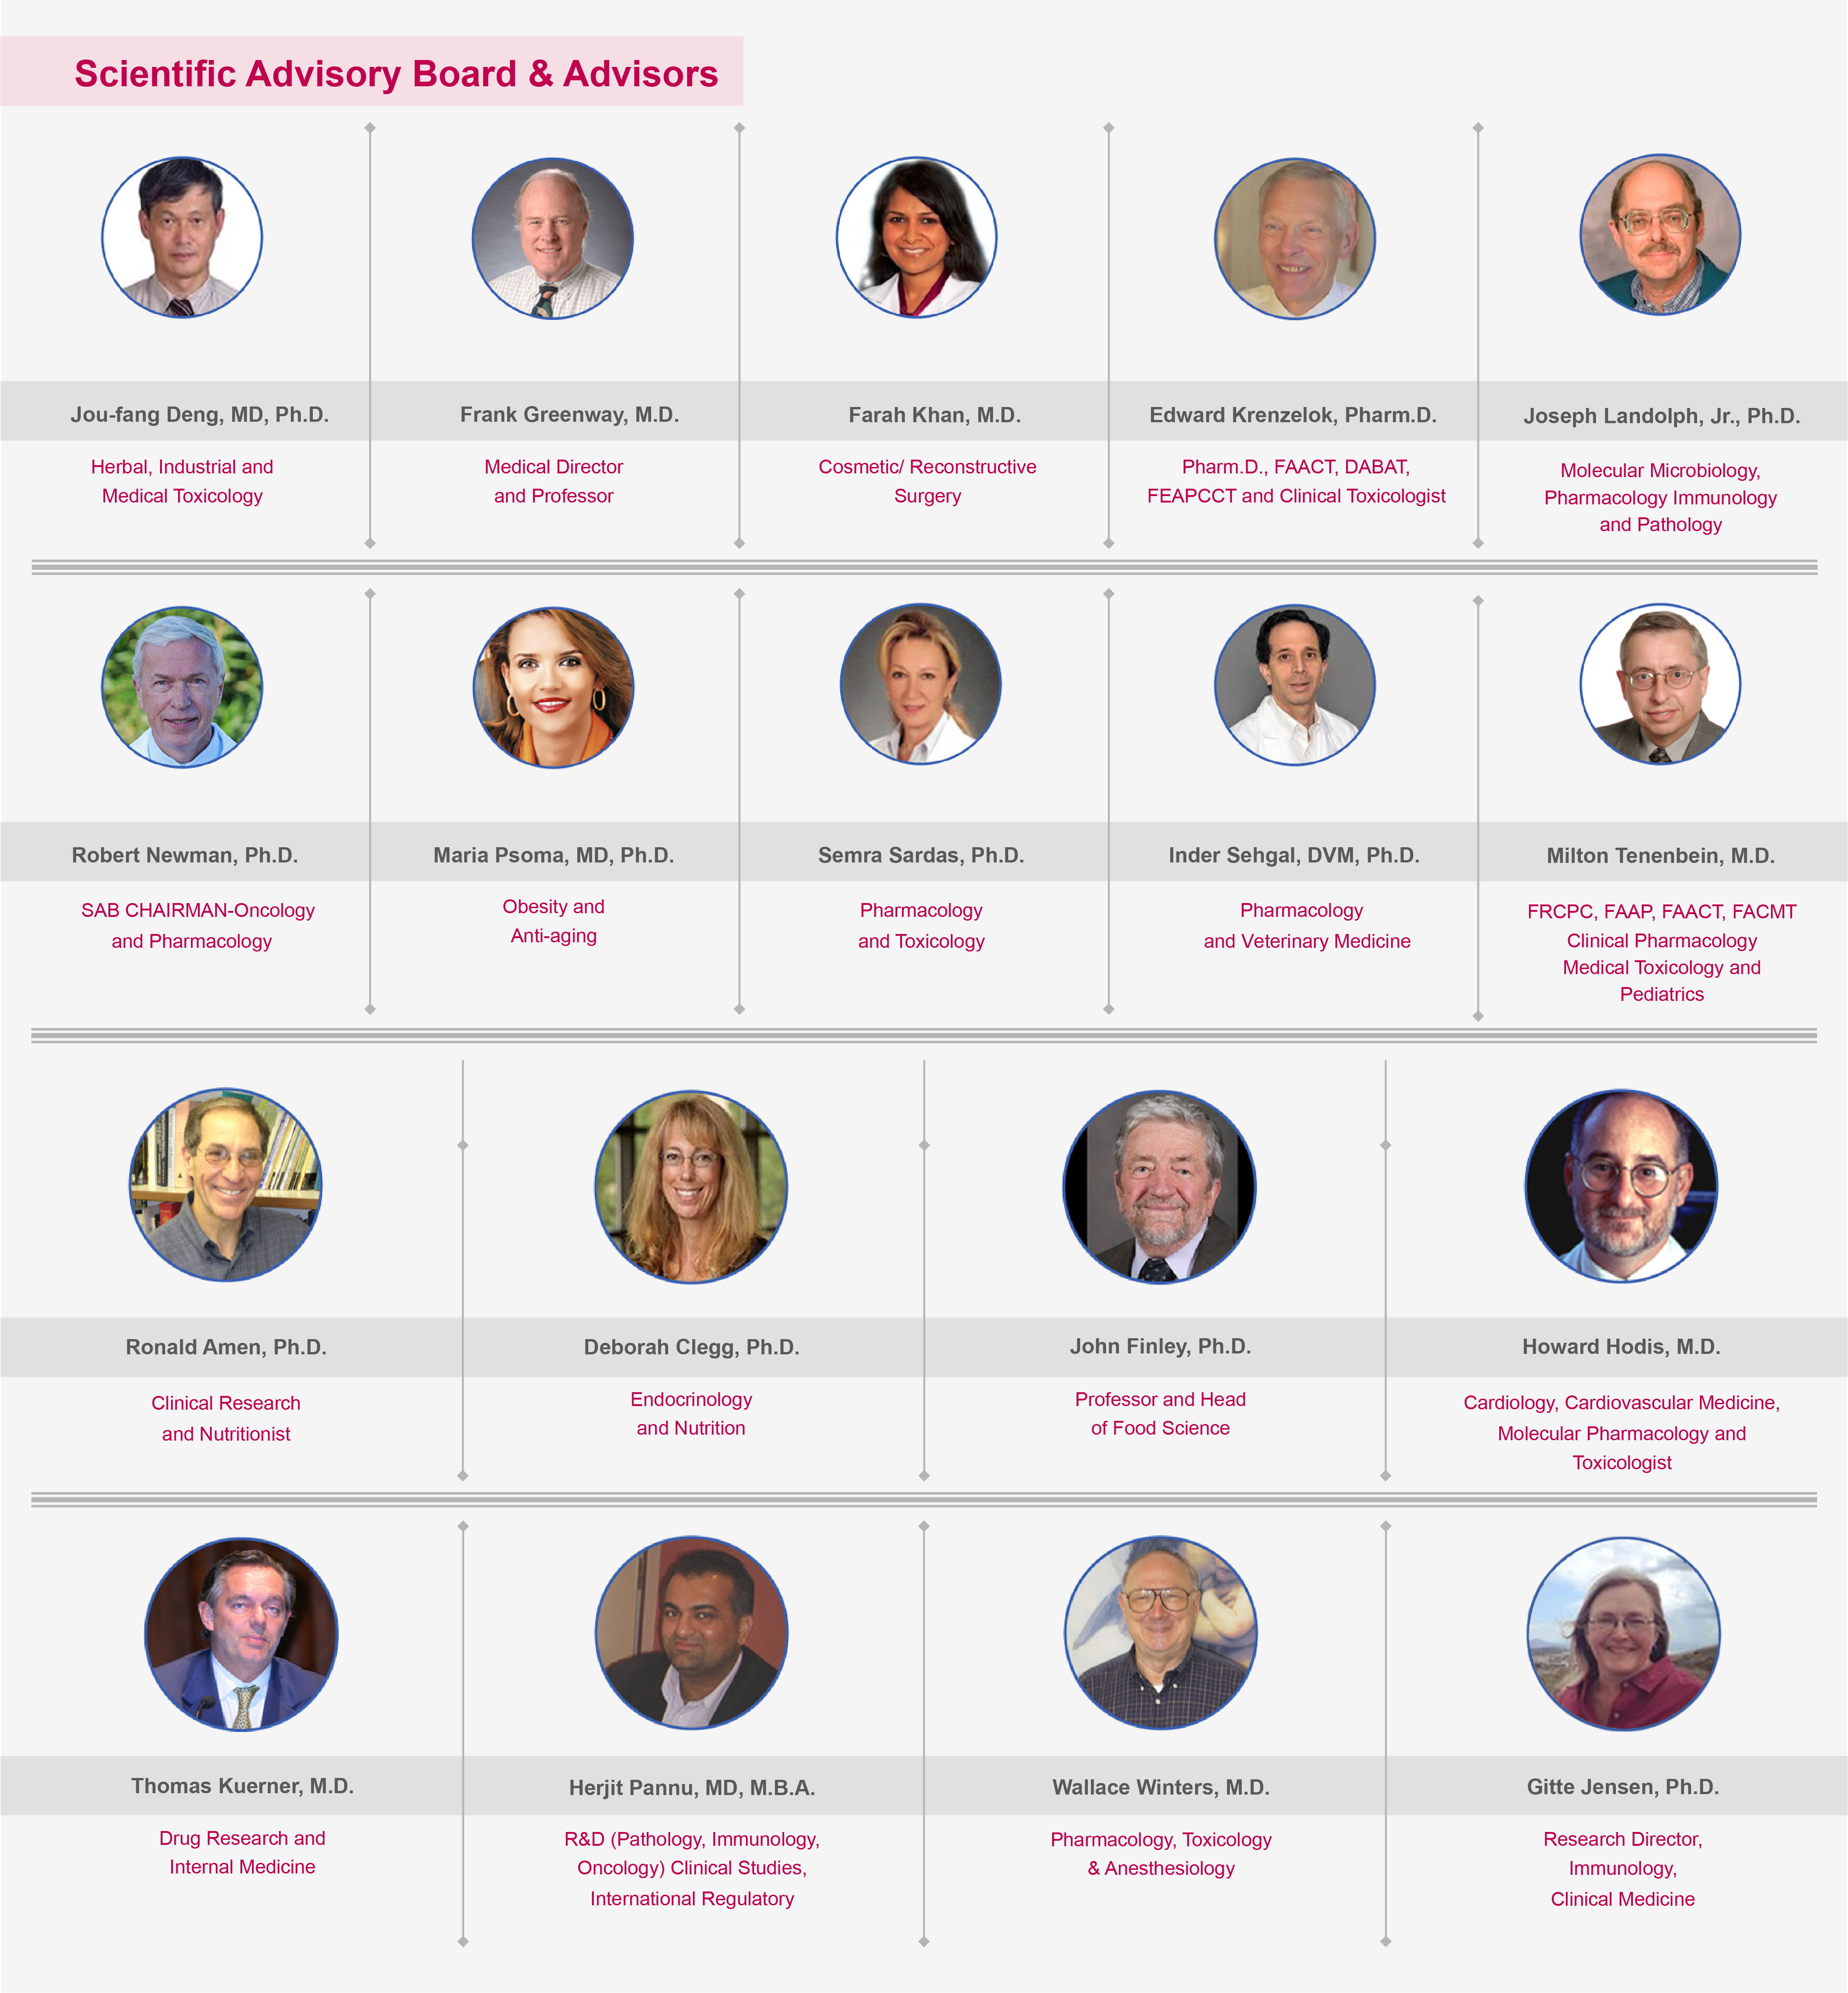 Scientific Advisory Board & Advisors
Jou-fang Deng, MD, Ph.D.
Herbal, Industrial and
Medical Toxicology
Frank Greenway, M.D.
Medical Director
and Professor
Farah Khan, M.D.
Cosmetic/ Reconstructive
Surgery
Edward Krenzelok, Pharm.D.
Pharm.D., FAACT, DABAT,
FEAPCCT and Clinical Toxicologist
Joseph Landolph, Jr., Ph.D.
Molecular Microbiology,
Pharmacology Immunology
and Pathology
Robert Newman, Ph.D.
SAB CHAIRMAN-Oncology
and Pharmacology
Maria Psoma, MD, Ph.D.
Obesity and
Anti-aging
Semra Sardas, Ph.D.
Pharmacology
and Toxicology
Inder Sehgal, DVM, Ph.D.
Pharmacology
and Veterinary Medicine
Milton Tenenbein, M.D.
FRCPC, FAAP, FAACT, FACMT
Clinical Pharmacology
Medical Toxicology and
Pediatrics
Ronald Amen, Ph.D.
Clinical Research
and Nutritionist
Deborah Clegg, Ph.D.
Endocrinology
and Nutrition
John Finley, Ph.D.
Professor and Head
of Food Science
Howard Hodis, M.D.
Cardiology, Cardiovascular Medicine,
Molecular Pharmacology and
Toxicologist
Thomas Kuerner, M.D.
Drug Research and
Internal Medicine
Herjit Pannu, MD, M.B.A.
R&D (Pathology, Immunology,
Oncology) Clinical Studies,
International Regulatory
Wallace Winters, M.D.
Pharmacology, Toxicology
& Anesthesiology
Gitte Jensen, Ph.D.
Research Director,
Immunology,
Clinical Medicine